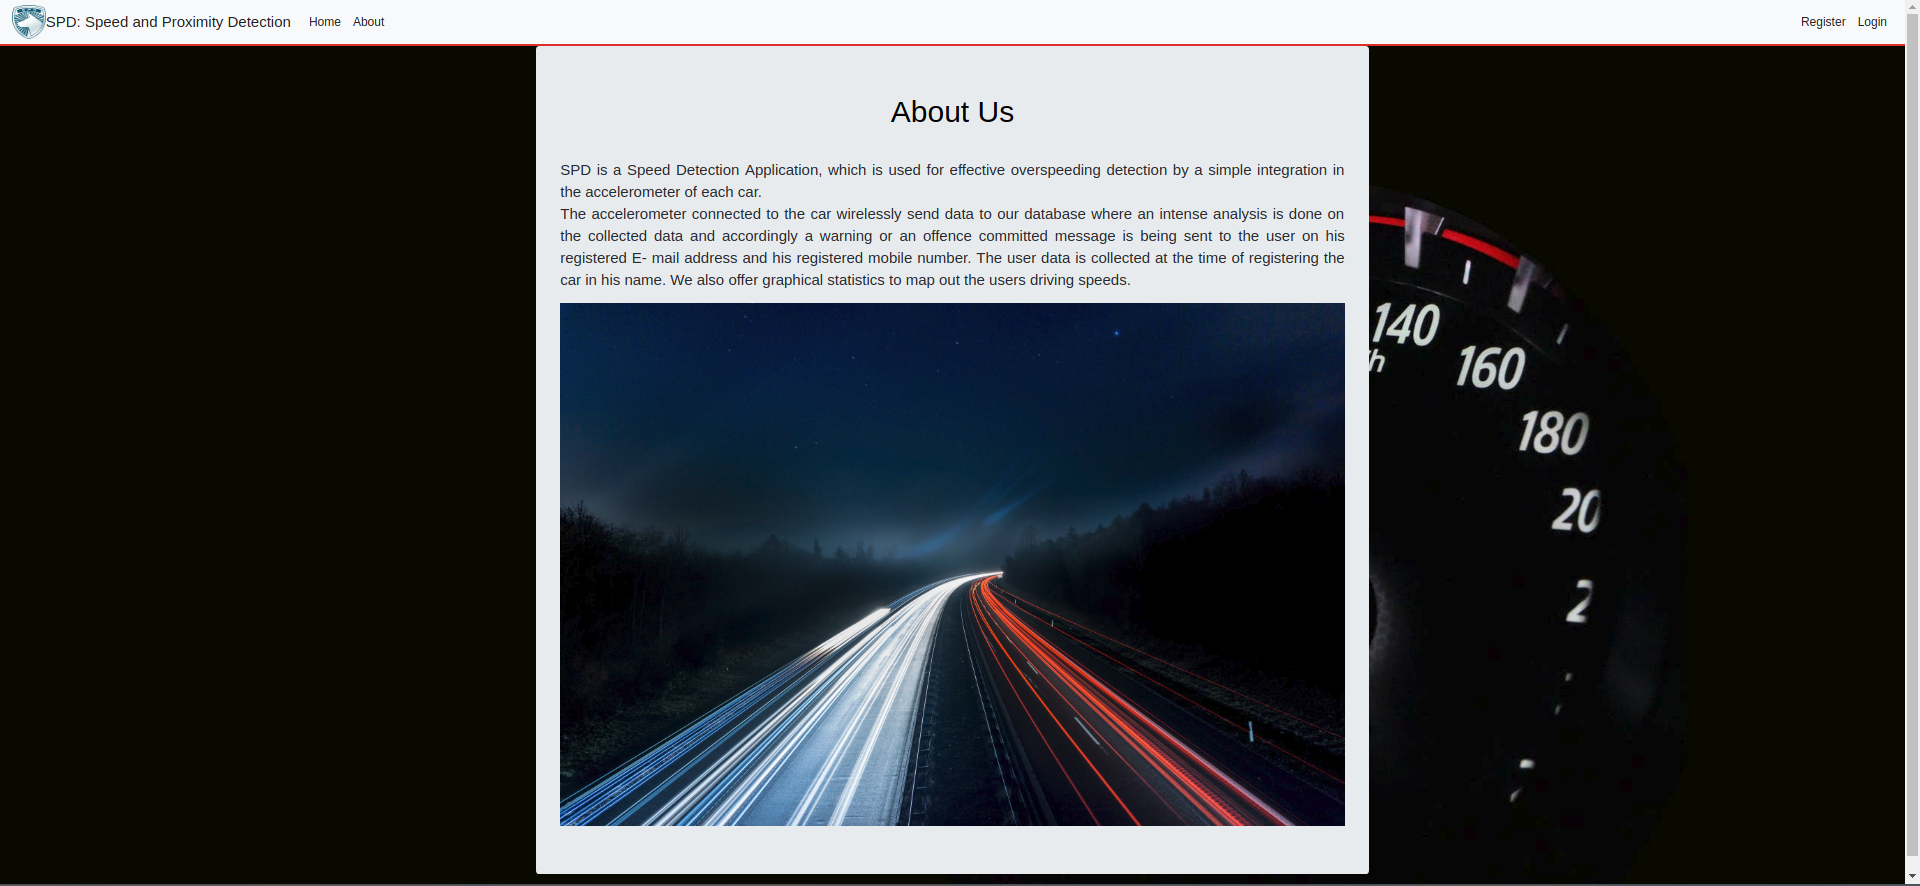 SPD: Speed and Proximity Detection Home About Register Login
About Us
SPD is a Speed Detection Application, which is used for effective overspeeding detection by a simple integration in
the accelerometer of each car.
The accelerometer connected to the car wirelessly send data to our database where an intense analysis is done on
the collected data and accordingly a warning or an offence committed message is being sent to the user on his
registered E- mail address and his registered mobile number. The user data is collected at the time of registering the
car in his name. We also offer graphical statistics to map out the users driving speeds.
140
/h
160
180
20
2